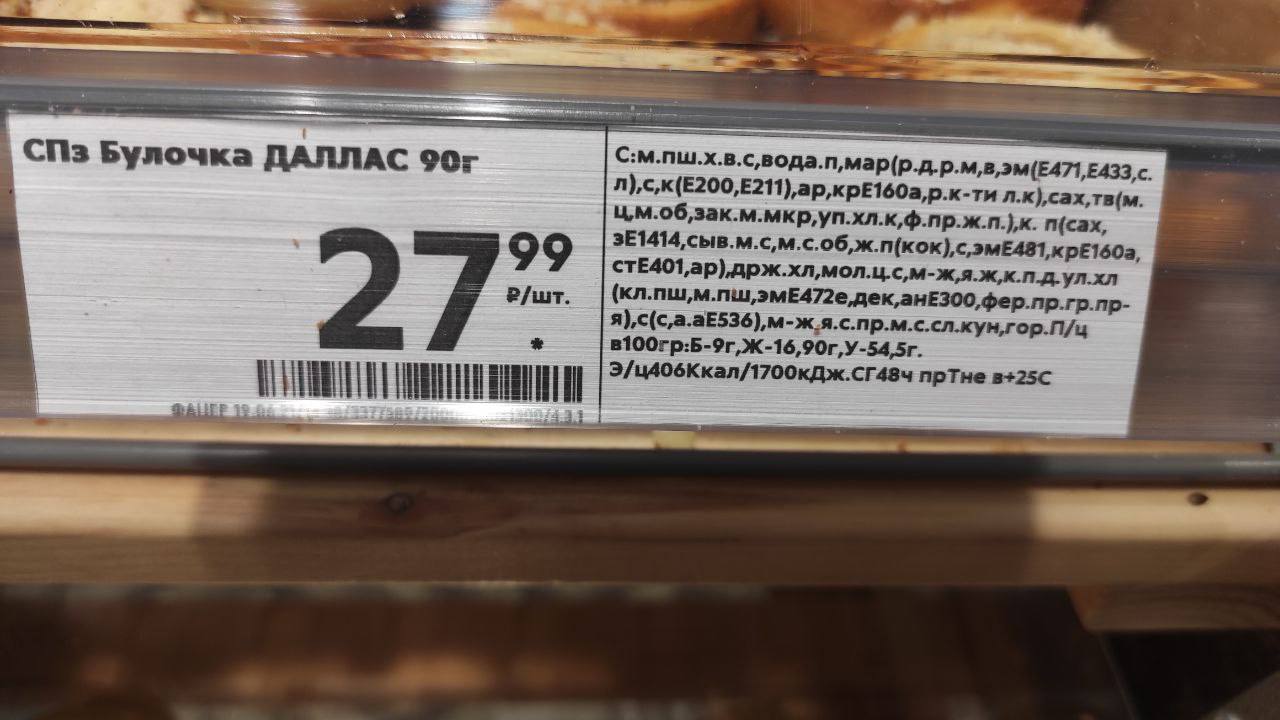 СПз Булочка ДАЛЛАС 90г
27 99
₽/шт.
*
С:м.пш.х.в.с,вода.п,мар(р.д.р.м,в,эм(Е471,Е433,с.
л),с,к(Е200,Е211),ар,крЕ160а,р.к-ти л.к),сах,тв(м.
ц,м.об,зак.м.мкр,уп.хл.к,ф.пр.ж.п.),к. п(сах,
зЕ1414,сыв.м.с,м.с.об,ж.п(кок),с,эмЕ481,крЕ160а,
стЕ401,ар),држ.хл,мол.ц.с,м-ж,я.ж,к.п.д.ул.хл
(кл.пш,м.пш,эмЕ472е,дек,анЕ300,фер.пр.гр.пр-
я),с(с,а.аЕ536),м-ж,я.с.пр.м.с.сл.кун,гор.П/ц
в100гр:Б-9г,Ж-16,90г,У-54,5г.
Э/ц406Ккал/1700кДж.СГ48ч прТне в+25С